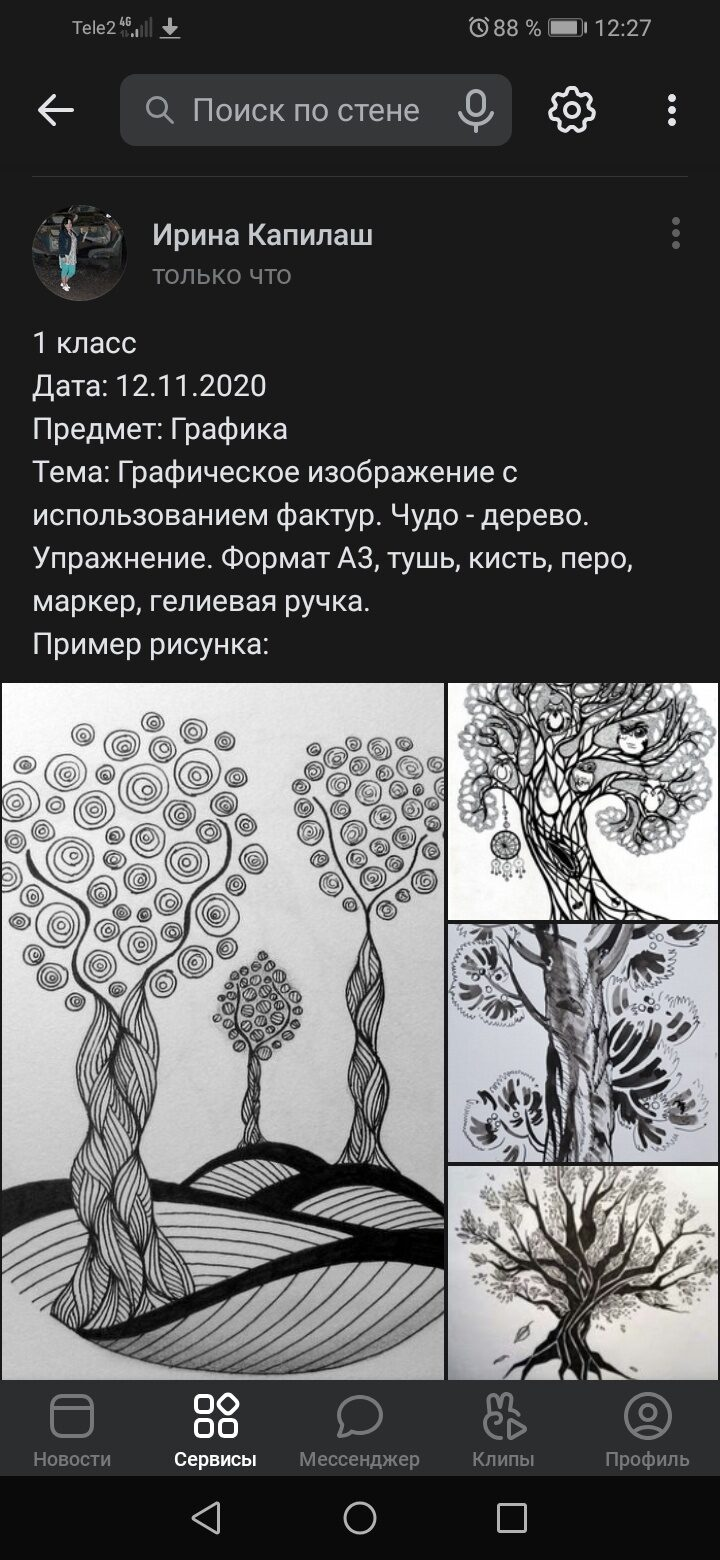 Tele2 4G 88 % 12:27
Поиск по стене
Ирина Капилаш
только что
1 класс
Дата: 12.11.2020
Предмет: Графика
Тема: Графическое изображение с
использованием фактур. Чудо - дерево.
Упражнение. Формат А3, тушь, кисть, перо,
маркер, гелиевая ручка.
Пример рисунка:
Новости Сервисы Мессенджер Клипы Профиль